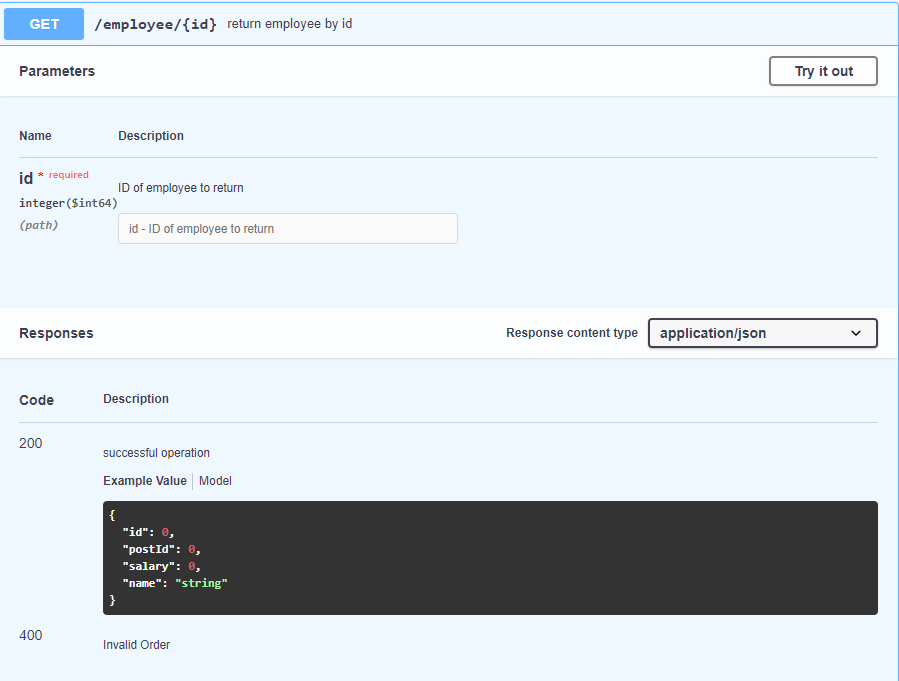 GET /employee/{id} return employee by id
Parameters Try it out
Name Description
id * required
ID of employee to return
integer($int64)
(path)
id - ID of employee to return
Responses Response content type application/json
Code Description
200
successful operation
Example Value Model
{
"id": 0,
"postId": 0,
"salary": 0,
"name": "string"
}
400
Invalid Order